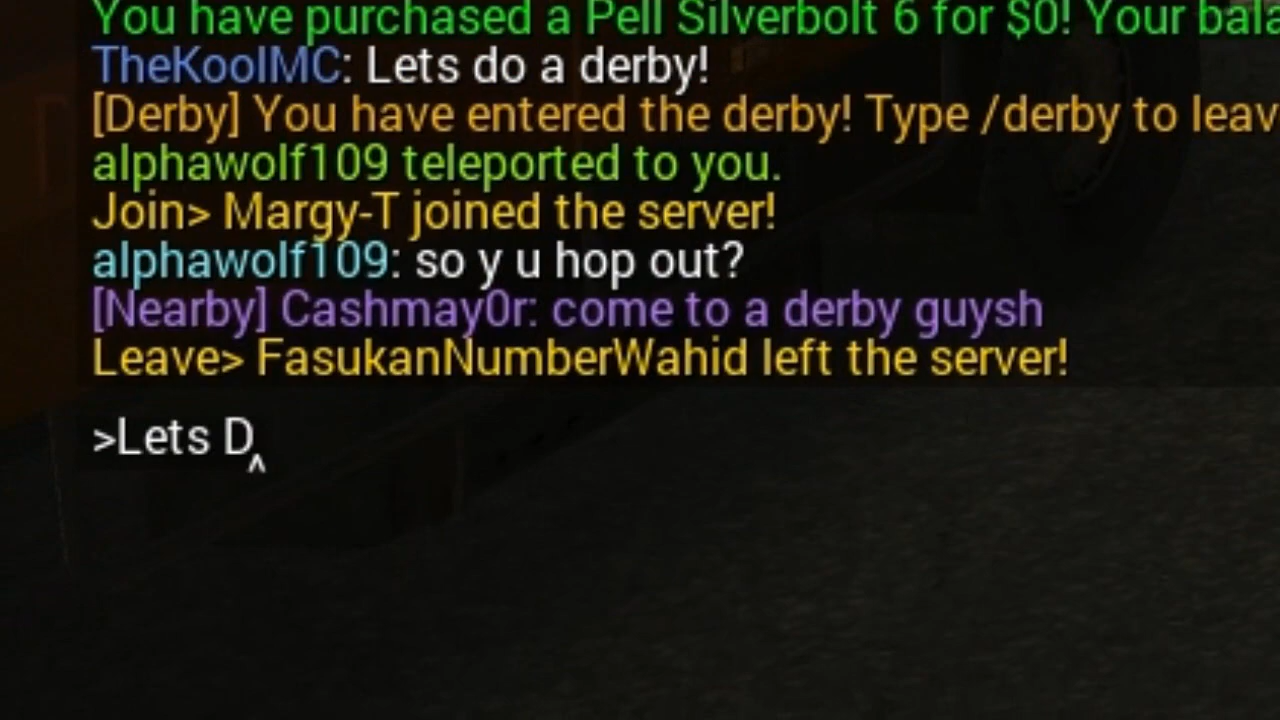 You have purchased a Pell Silverbolt 6 for $0! Your bala
TheKoolMC: Lets do a derby!
[Derby] You have entered the derby! Type /derby to leav
alphawolf109 teleported to you.
Join> Margy-T joined the server!
alphawolf109: so y u hop out?
[Nearby] Cashmay0r: come to a derby guysh
Leave> FasukanNumberWahid left the server!
>Lets D^